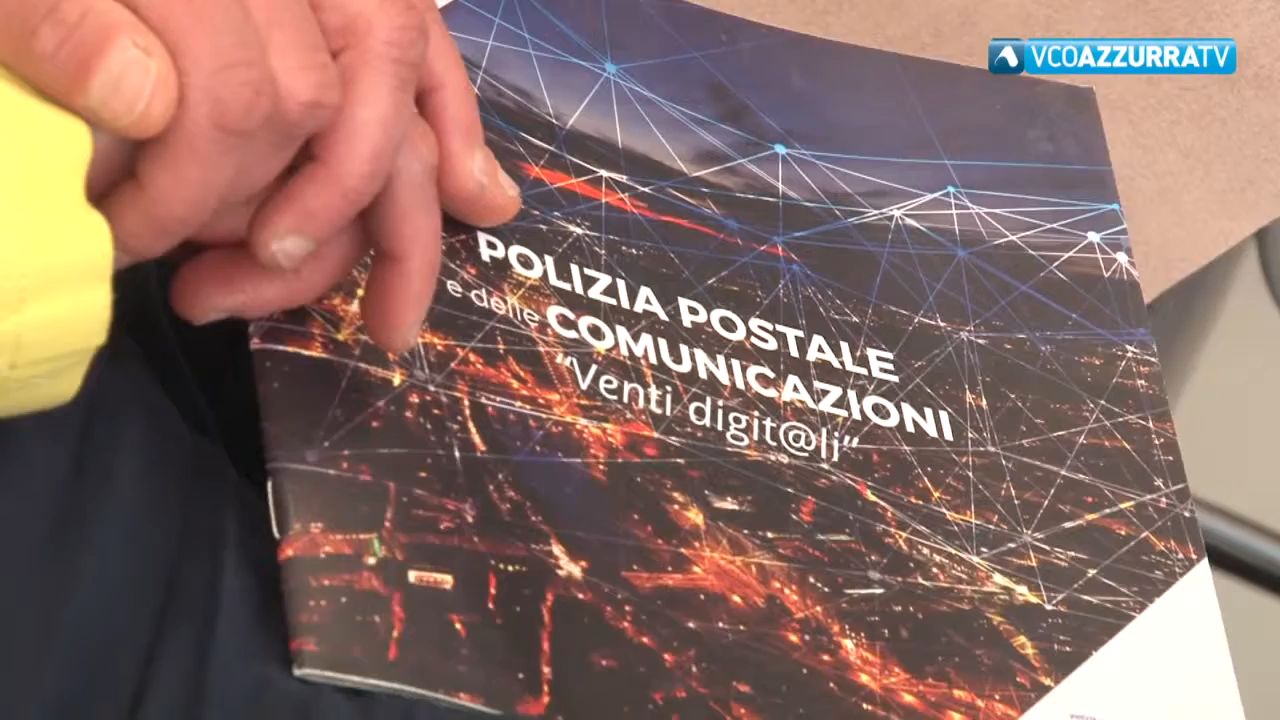 VCOAZZURRATV
POLIZIA POSTALE
e delle COMUNICAZIONI
"Venti digit@li"